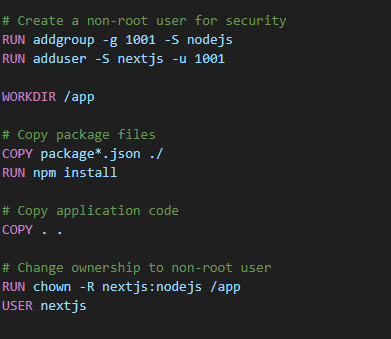 # Create a non-root user for security
RUN addgroup -g 1001 -S nodejs
RUN adduser -S nextjs -u 1001
WORKDIR /app
# Copy package files
COPY package*.json ./
RUN npm install
# Copy application code
COPY . .
# Change ownership to non-root user
RUN chown -R nextjs:nodejs /app
USER nextjs